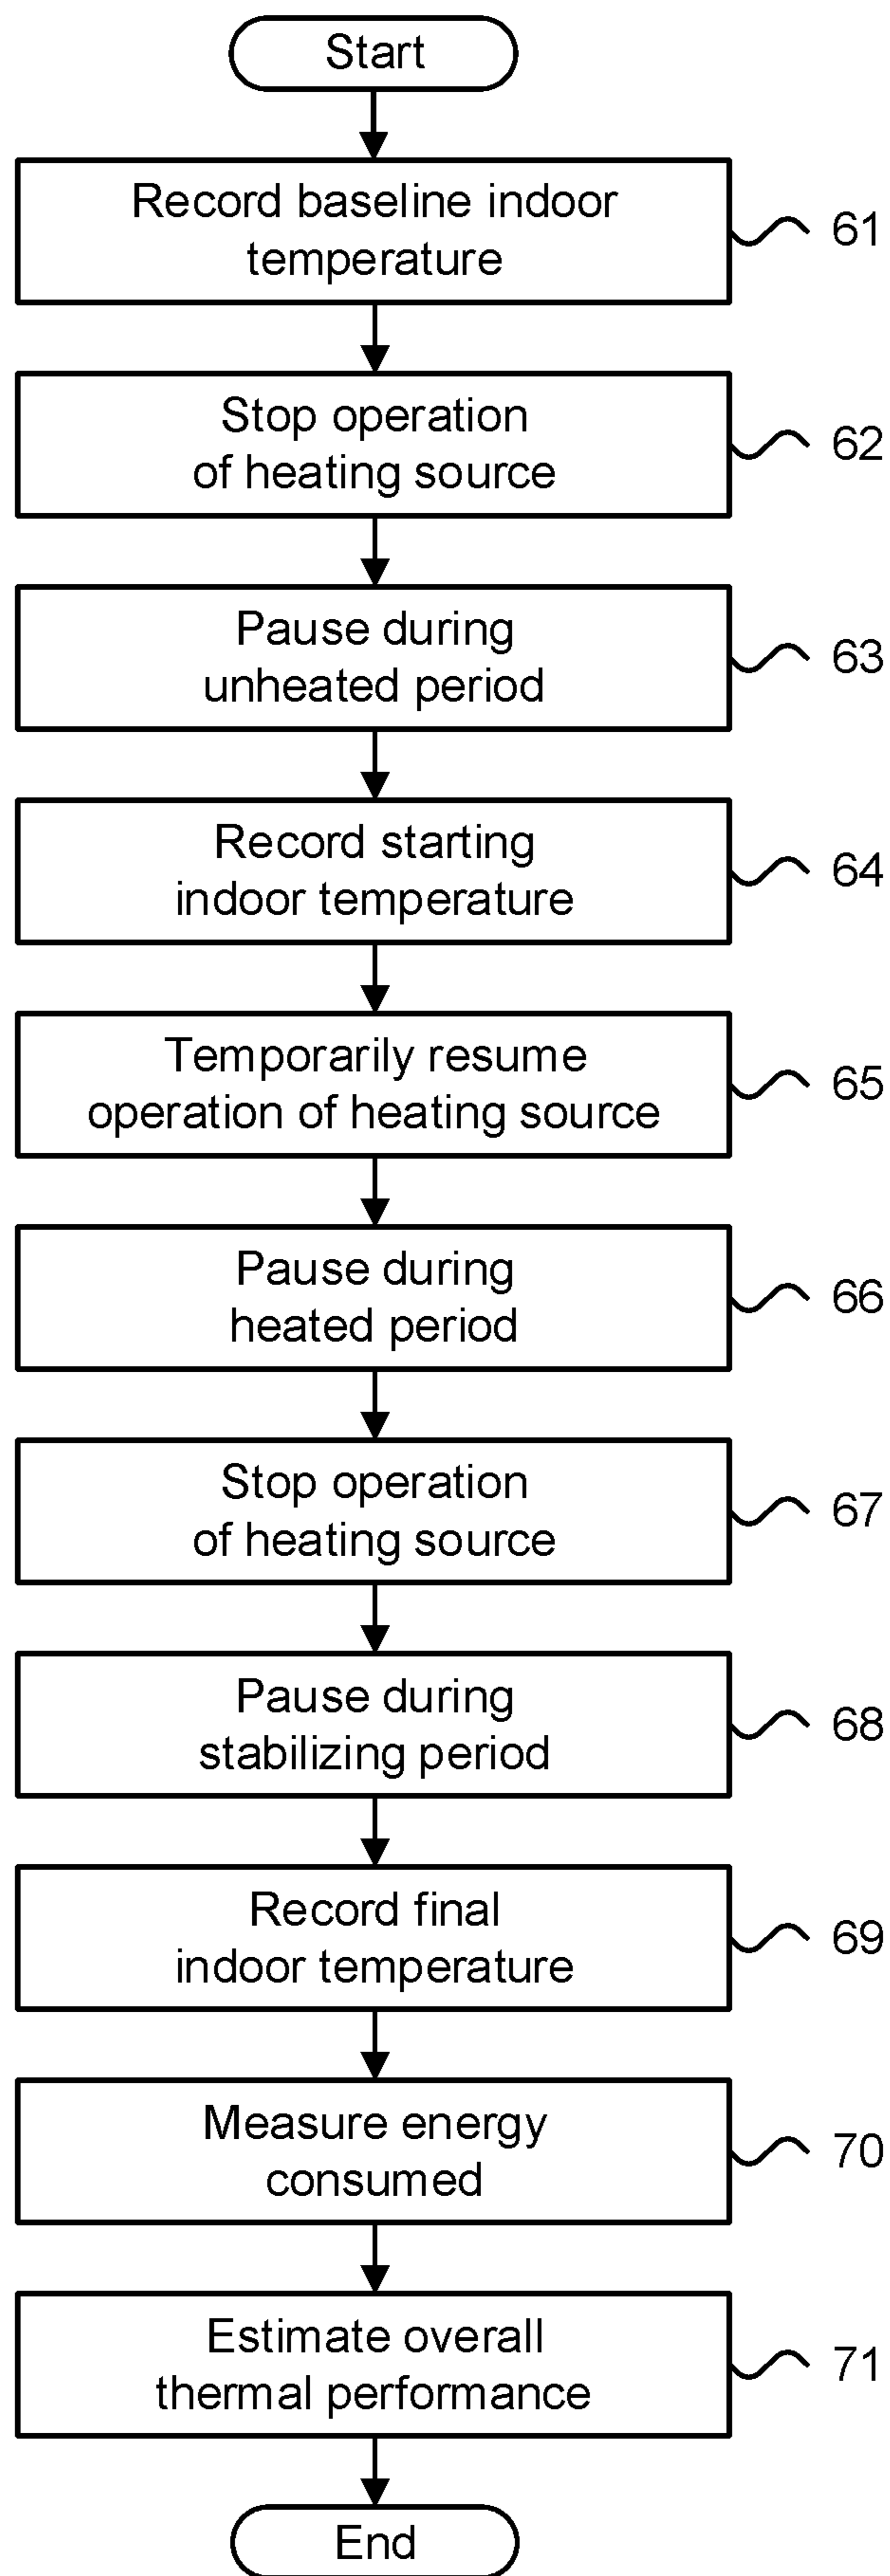 Start
Record baseline indoor
temperature
61
Stop operation
of heating source
62
Pause during
unheated period
63
Record starting
indoor temperature
64
Temporarily resume
operation of heating source
65
Pause during
heated period
66
Stop operation
of heating source
67
Pause during
stabilizing period
68
Record final
indoor temperature
69
Measure energy
consumed
70
Estimate overall
thermal performance
71
End